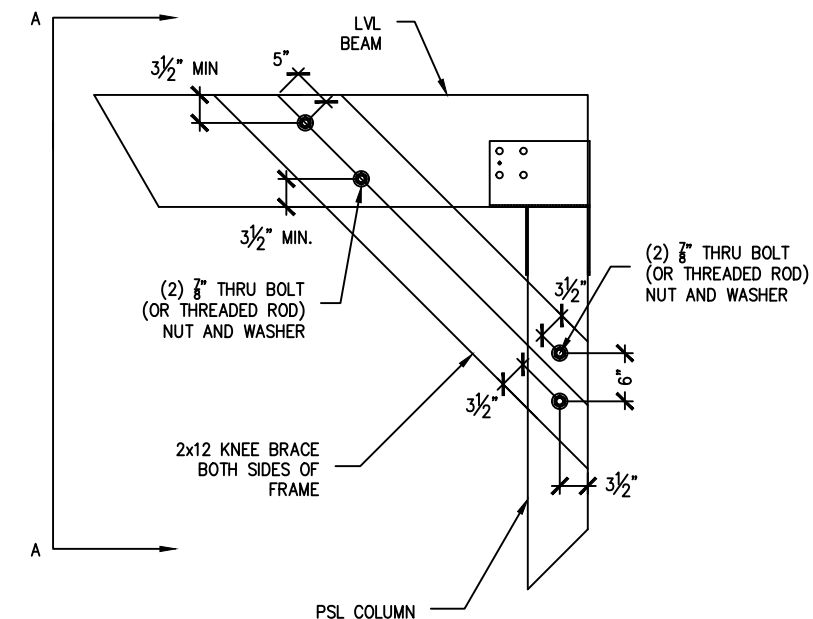 A
LVL
BEAM
5"
3½" MIN
3½" MIN.
(2) ⅞" THRU BOLT
(OR THREADED ROD)
NUT AND WASHER
(2) ⅞" THRU BOLT
(OR THREADED ROD)
NUT AND WASHER
3½"
6"
3½"
3½"
2x12 KNEE BRACE
BOTH SIDES OF
FRAME
A
PSL COLUMN